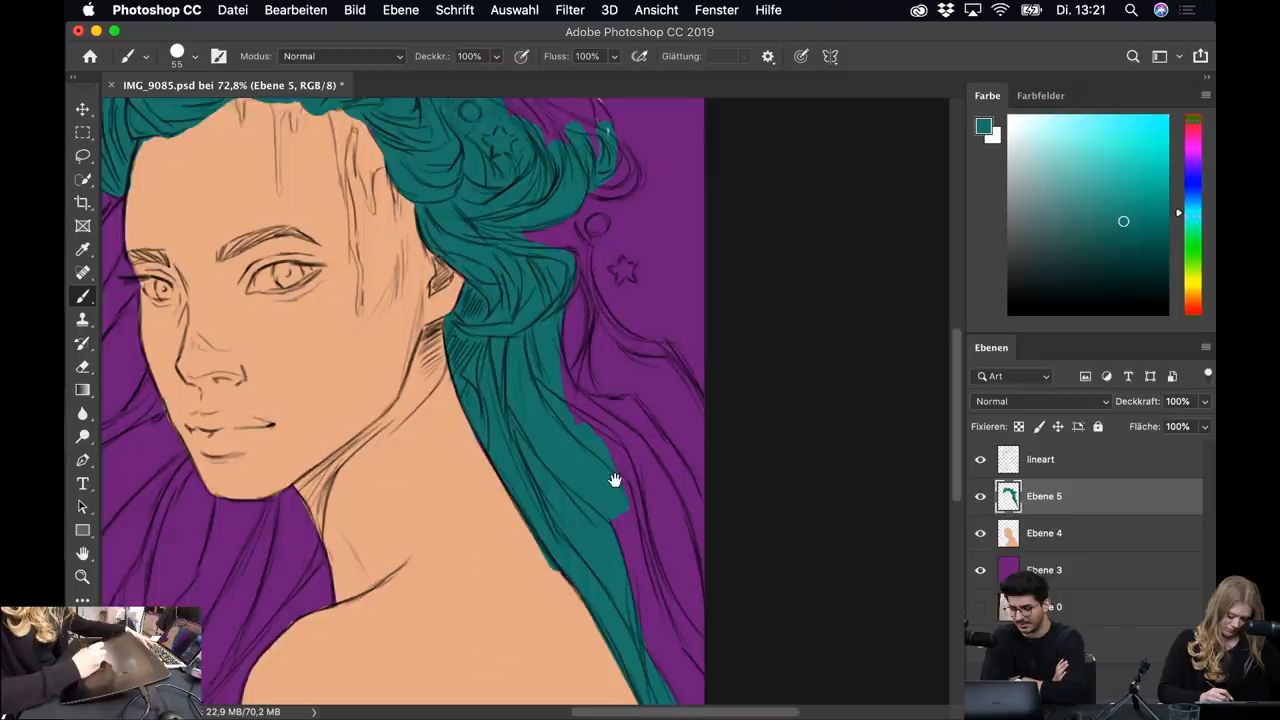 Photoshop CC Datei Bearbeiten Bild Ebene Schrift Auswahl Filter 3D Ansicht Fenster Hilfe Di. 13:21
Adobe Photoshop CC 2019
55 Modus: Normal Deckkr.: 100% Fluss: 100% Glättung:
IMG_9085.psd bei 72,8% (Ebene 5, RGB/8) *
Farbe Farbfelder
Ebenen
Art
Normal Deckkraft: 100%
Fixieren: Fläche: 100%
lineart
Ebene 5
Ebene 4
Ebene 3
e 0
22,9 MB/70,2 MB